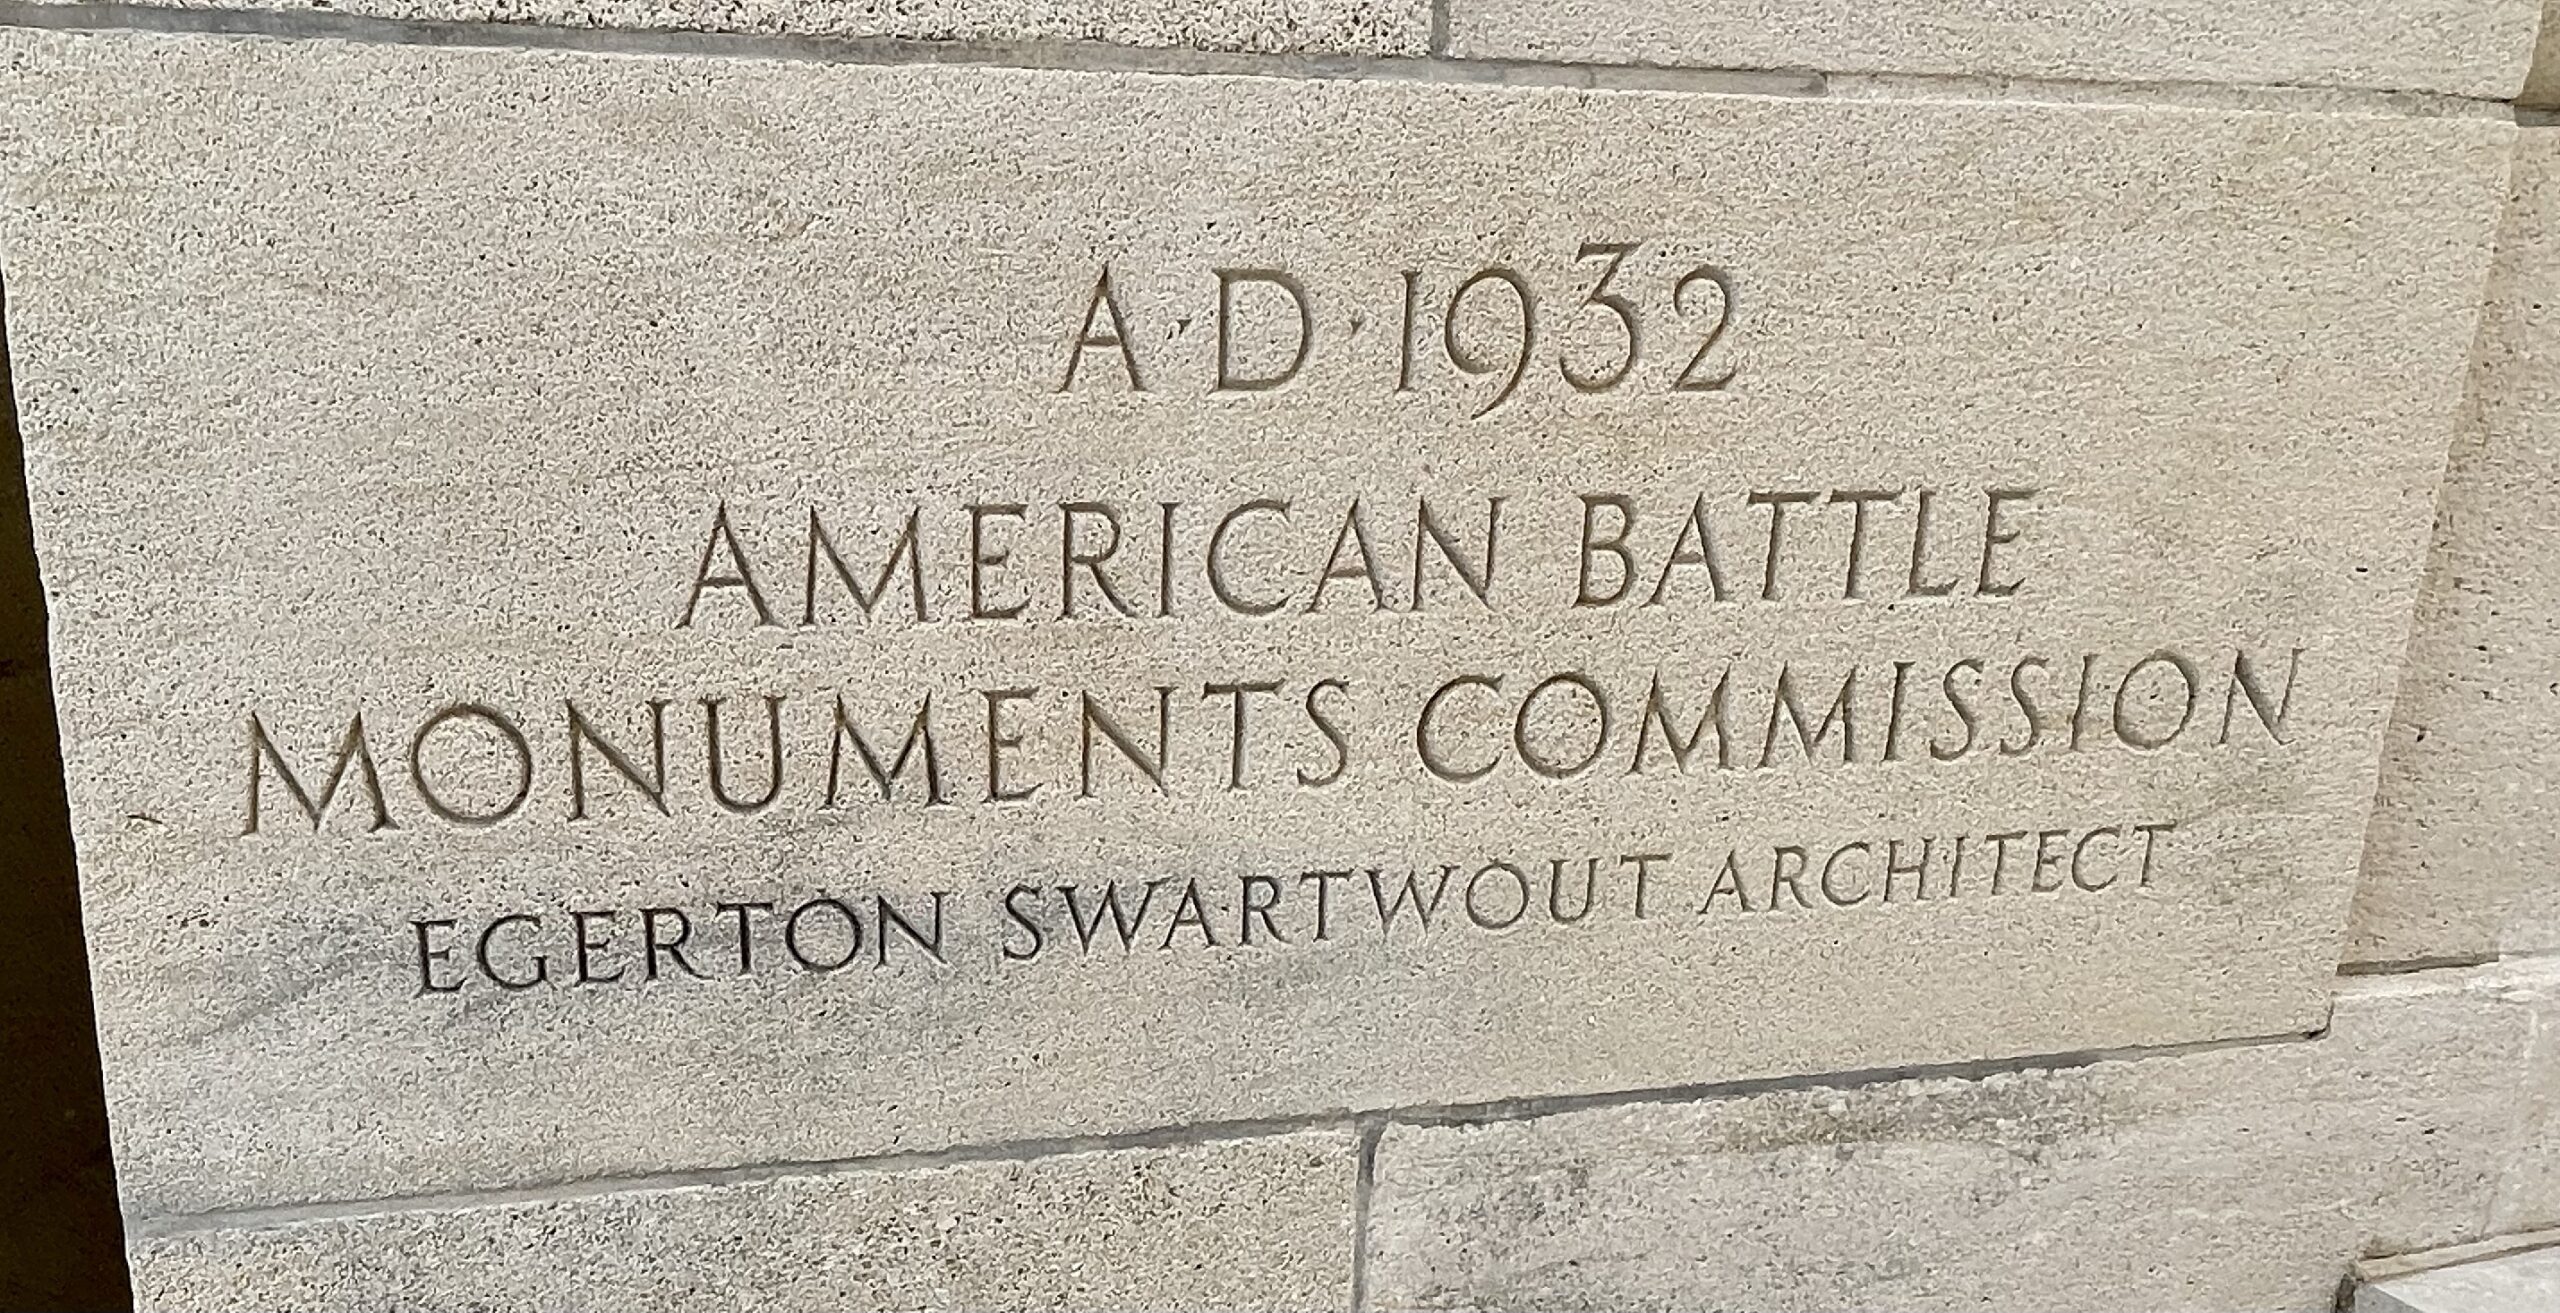 A·D·1932
AMERICAN BATTLE
MONUMENTS COMMISSION
EGERTON SWARTWOUT ARCHITECT